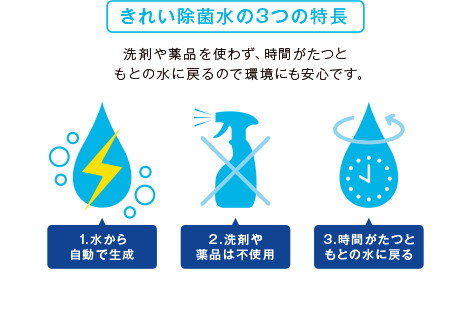 きれい除菌水の3つの特長
洗剤や薬品を使わず、時間がたつと
もとの水に戻るので環境にも安心です。
1.水から
自動で生成
2.洗剤や
薬品は不使用
3.時間がたつと
もとの水に戻る